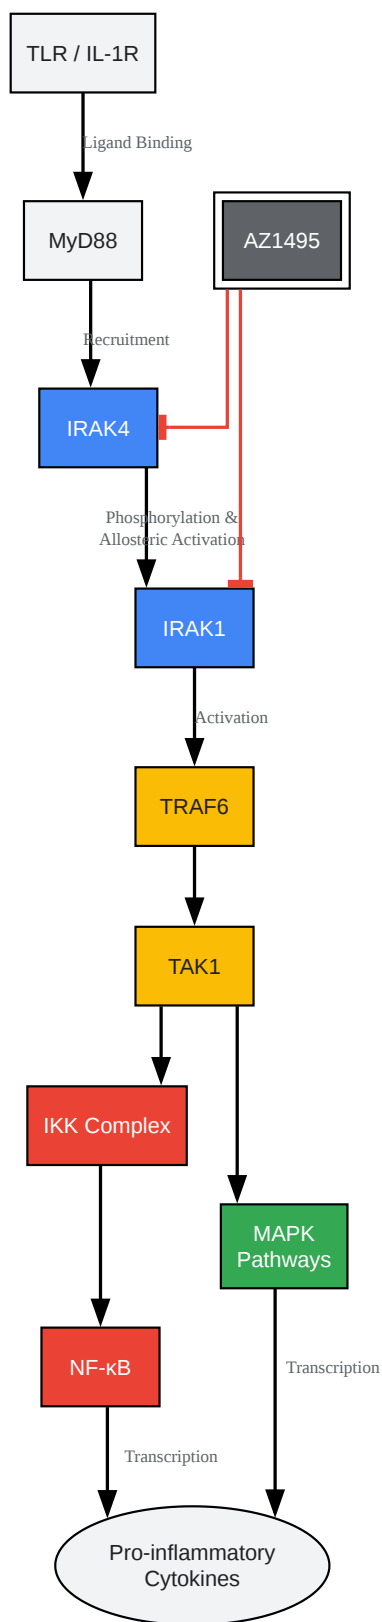 TLR / IL-1R
Ligand Binding
MyD88
AZ1495
Recruitment
IRAK4
Phosphorylation &
Allosteric Activation
IRAK1
Activation
TRAF6
TAK1
IKK Complex
MAPK
Pathways
NF-κB
Transcription
Transcription
Pro-inflammatory
Cytokines